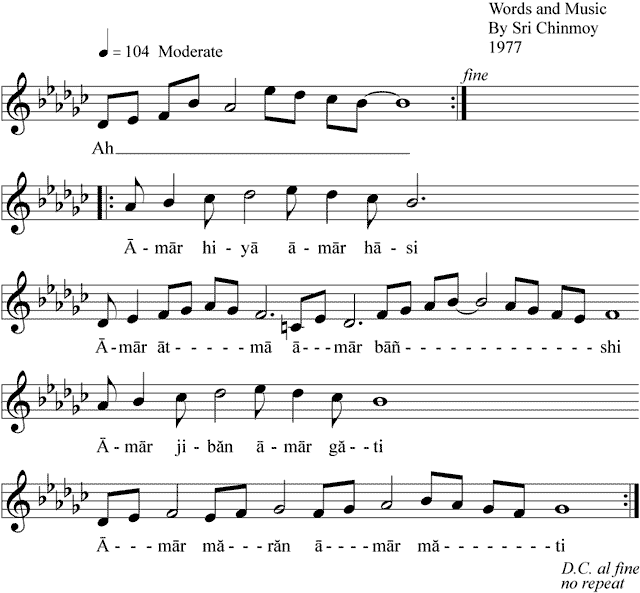 Words and Music
By Sri Chinmoy
1977
♩ = 104 Moderate
fine
Ah
Ā - mār hi - yā ā - mār hā - si
Ā - mār āt - - - - - - mā ā - - - mār bāñ - - - - - - - - - - - - - - shi
Ā - mār ji - băn ā - mār gă - ti
Ā - - - - mār mă - - - răn ā - - - - mār mă - - - - - - - - ti
D.C. al fine
no repeat